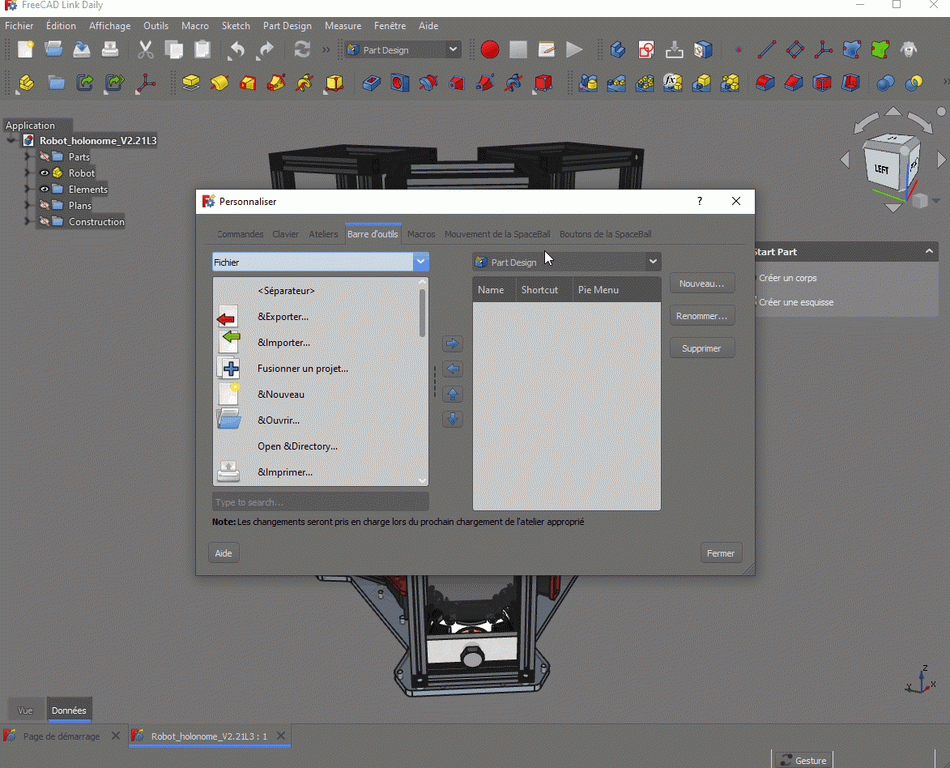 FreeCAD Link Daily
Fichier Édition Affichage Outils Macro Sketch Part Design Measure Fenêtre Aide
Part Design
Application
Robot_holonome_V2.21L3
Parts
Robot
Elements
Plans
Construction
LEFT
Personnaliser
?
Commandes Clavier Ateliers Barre d'outils Macros Mouvement de la SpaceBall Boutons de la SpaceBall
Fichier
Part Design
<Séparateur>
&Exporter...
&Importer...
Fusionner un projet...
&Nouveau
&Ouvrir...
Open &Directory...
&Imprimer...
Name Shortcut Pie Menu
Nouveau...
Renommer...
Supprimer
Type to search...
Note: Les changements seront pris en charge lors du prochain chargement de l'atelier approprié
Aide
Fermer
Start Part
Créer un corps
Créer une esquisse
Z
Y
X
Vue Données
Page de démarrage
Robot_holonome_V2.21L3 : 1
Gesture